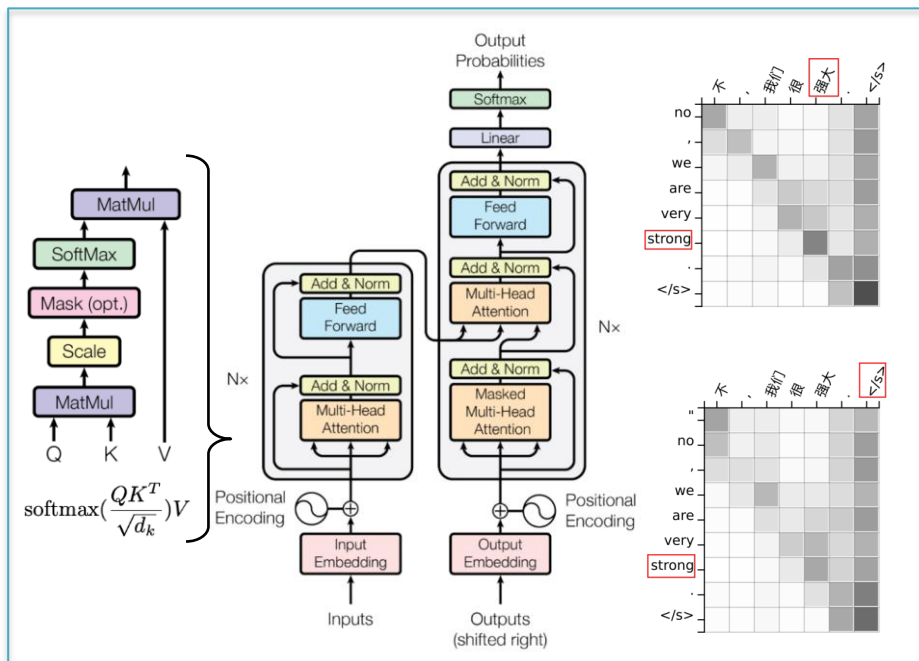 MatMul
SoftMax
Mask (opt.)
Scale
MatMul
Q K V
softmax(\frac{QK^T}{\sqrt{d_k}})V
Output
Probabilities
Softmax
Linear
Add & Norm
Feed
Forward
Add & Norm
Multi-Head
Attention
Add & Norm
Masked
Multi-Head
Attention
N×
Add & Norm
Feed
Forward
Add & Norm
Multi-Head
Attention
N×
Positional
Encoding
Positional
Encoding
Input
Embedding
Output
Embedding
Inputs
Outputs
(shifted right)
不 , 我们 很 强大 . </s>
no
,
we
are
very
strong
.
</s>
不 , 我们 很 强大 . </s>
"
no
,
we
are
very
strong
.
</s>